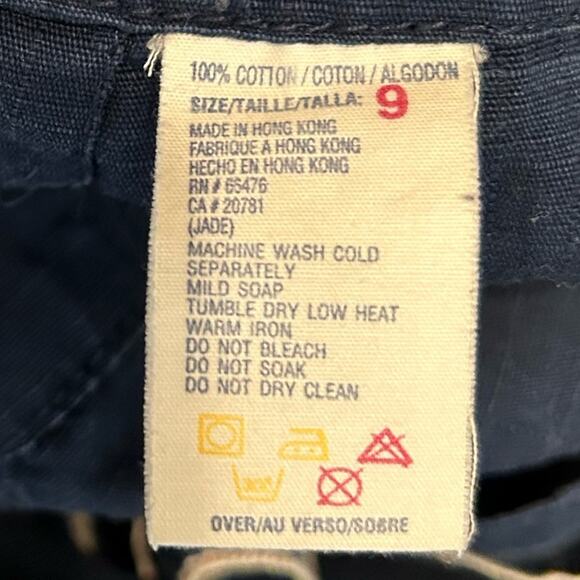 100% COTTON / COTON / ALGODON
SIZE/TAILLE/TALLA: 9
MADE IN HONG KONG
FABRIQUE A HONG KONG
HECHO EN HONG KONG
RN # 66476
CA # 20781
(JADE)
MACHINE WASH COLD
SEPARATELY
MILD SOAP
TUMBLE DRY LOW HEAT
WARM IRON
DO NOT BLEACH
DO NOT SOAK
DO NOT DRY CLEAN
OVER/AU VERSO/SOBRE